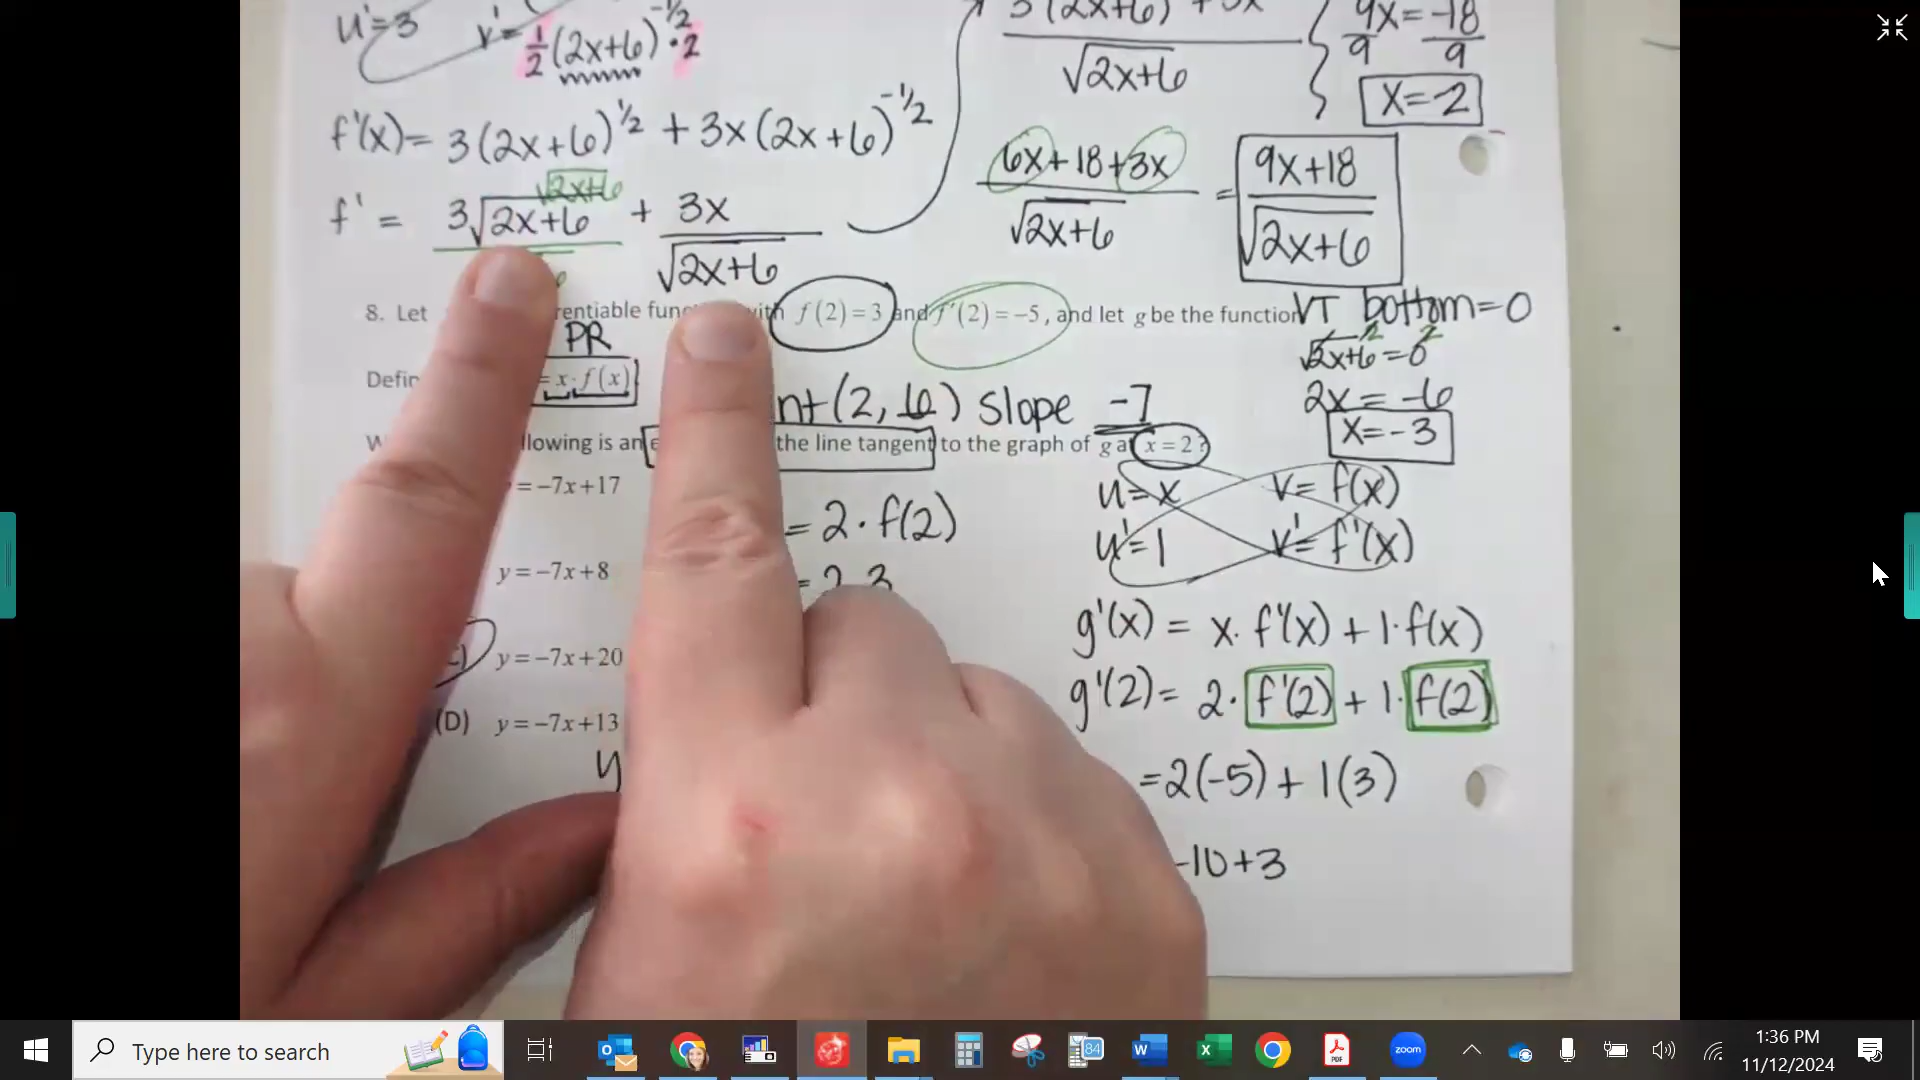 u'=3
v'=½(2x+6)^-½ · 2
f'(x)= 3(2x+6)^½ + 3x(2x+6)^-½
√2x+6
f' = 3√2x+6 + 3x
√2x+6
3(2x+6) + 3x
√2x+6
6x+18+3x
√2x+6
= 9x+18
√2x+6
9x=-18
9 9
x=-2
8. Let rentiable func with f(2)=3 and f'(2)=−5, and let g be the function
VT bottom=0
√2x+6 = 0
2x = -6
x=-3
PR
Defin = x·f(x)
nt (2, 6) Slope -7
llowing is an the line tangent to the graph of g at x = 2?
= −7x+17
y = −7x+8
y = −7x+20
(D) y = −7x+13
y
= 2 · f(2)
= 2·3
u=x v= f(x)
u'=1 v'= f'(x)
g'(x) = x· f'(x) + 1·f(x)
g'(2)= 2· f'(2) + 1· f(2)
=2(-5) + 1(3)
-10+3
Type here to search
84
zoom
1:36 PM
11/12/2024